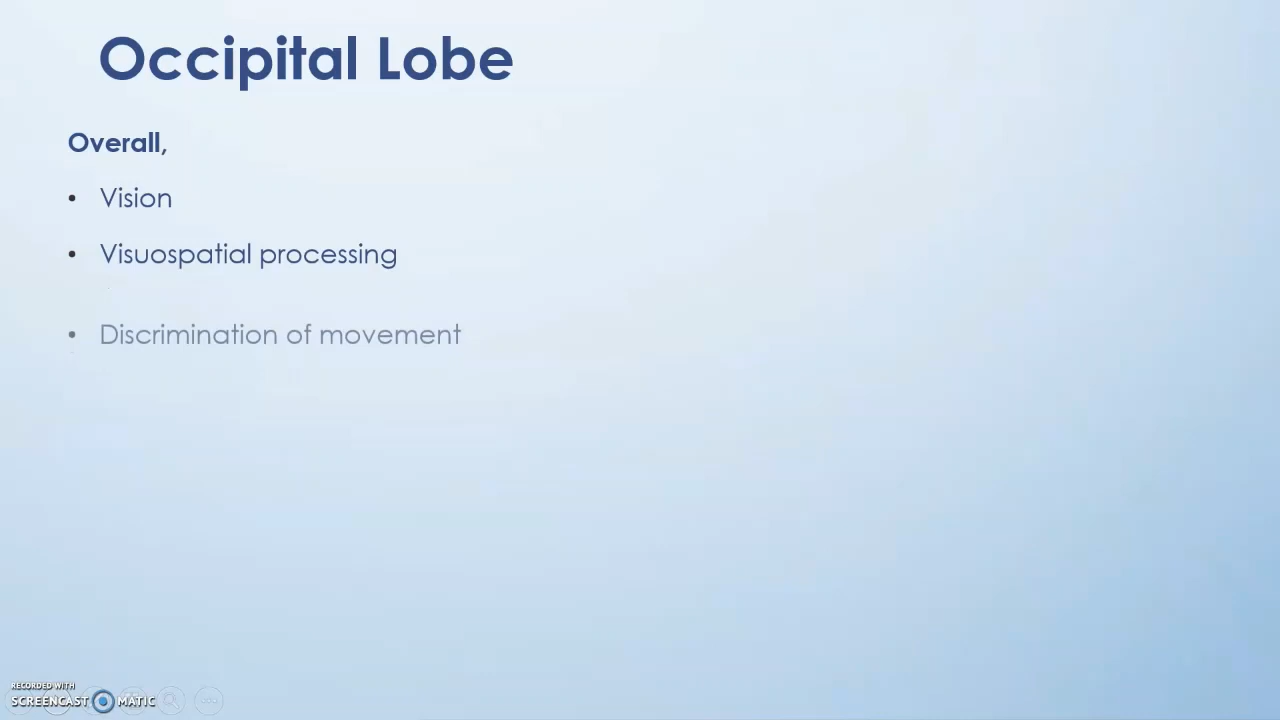 Occipital Lobe
Overall,
• Vision
• Visuospatial processing
• Discrimination of movement
RECORDED WITH
SCREENCAST MATIC